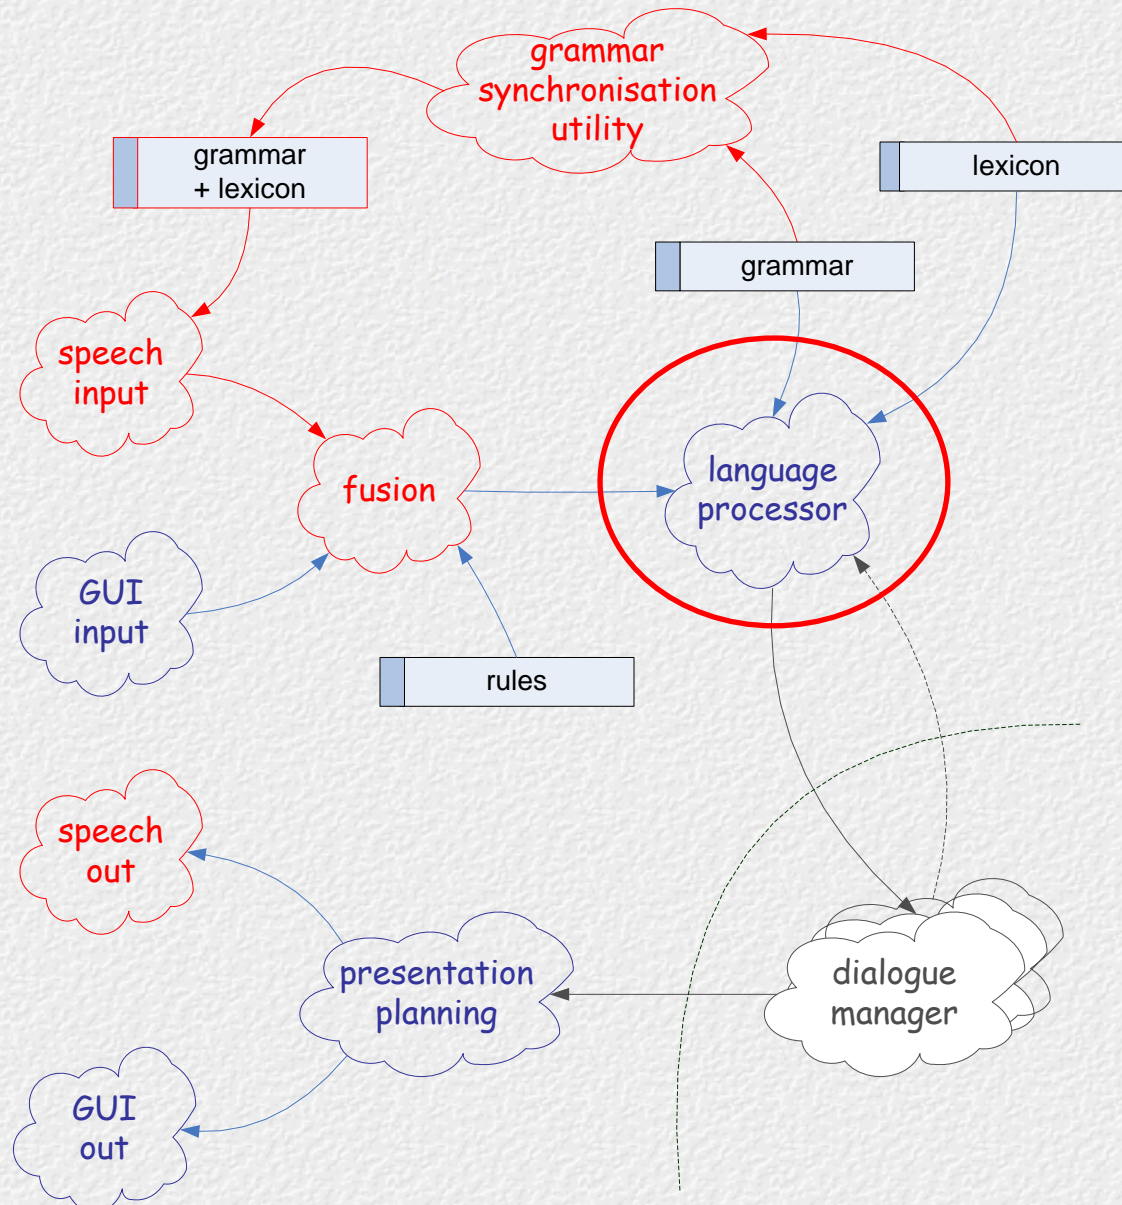 grammar
synchronisation
utility
grammar
+ lexicon
lexicon
grammar
speech
input
language
processor
fusion
GUI
input
rules
speech
out
presentation
planning
dialogue
manager
GUI
out